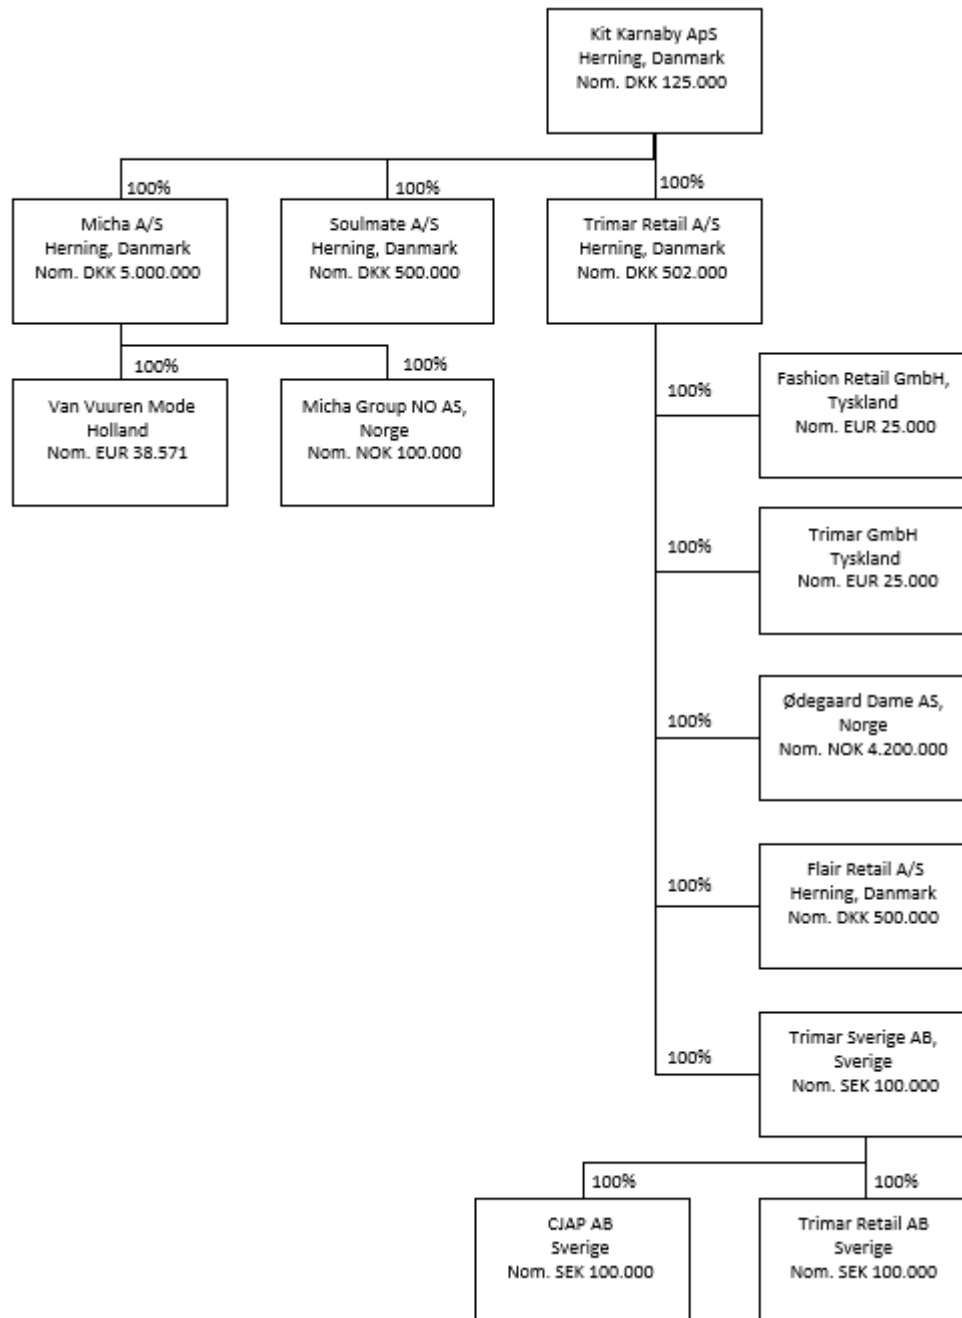 Kit Karnaby ApS
Herning, Danmark
Nom. DKK 125.000
100%
100%
100%
Micha A/S
Herning, Danmark
Nom. DKK 5.000.000
Soulmate A/S
Herning, Danmark
Nom. DKK 500.000
Trimar Retail A/S
Herning, Danmark
Nom. DKK 502.000
100%
100%
Van Vuuren Mode
Holland
Nom. EUR 38.571
Micha Group NO AS,
Norge
Nom. NOK 100.000
100%
Fashion Retail GmbH,
Tyskland
Nom. EUR 25.000
100%
Trimar GmbH
Tyskland
Nom. EUR 25.000
100%
Ødegaard Dame AS,
Norge
Nom. NOK 4.200.000
100%
Flair Retail A/S
Herning, Danmark
Nom. DKK 500.000
100%
Trimar Sverige AB,
Sverige
Nom. SEK 100.000
100%
100%
CJAP AB
Sverige
Nom. SEK 100.000
Trimar Retail AB
Sverige
Nom. SEK 100.000